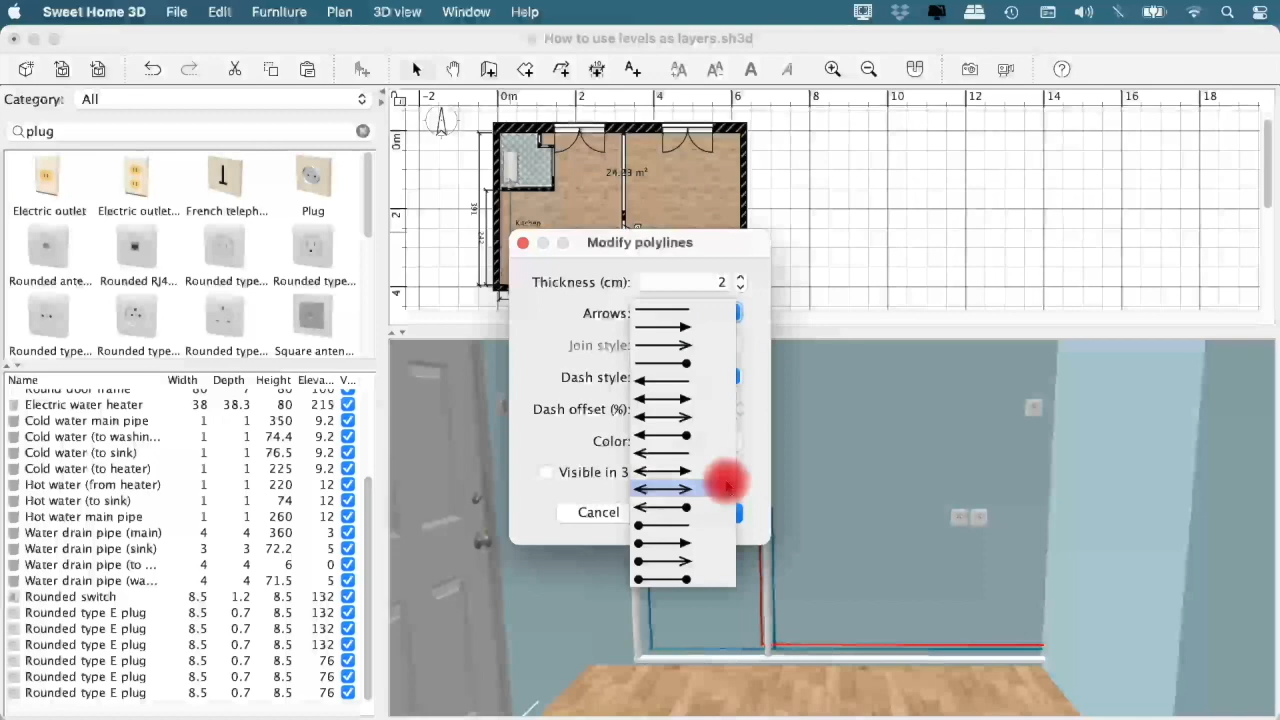 Sweet Home 3D File Edit Furniture Plan 3D view Window Help
How to use levels as layers.sh3d
Category: All
plug
Electric outlet Electric outlet... French teleph... Plug
Rounded ante... Rounded RJ4... Rounded type... Rounded type...
Rounded type... Rounded type... Rounded type... Square anten...
Name Width Depth Height Eleva... V...
Round door frame 80 7 100
Electric water heater 38 38.3 80 215
Cold water main pipe 1 1 350 9.2
Cold water (to washin... 1 1 74.4 9.2
Cold water (to sink) 1 1 76.5 9.2
Cold water (to heater) 1 1 225 9.2
Hot water (from heater) 1 1 220 12
Hot water (to sink) 1 1 74 12
Hot water main pipe 1 1 260 12
Water drain pipe (main) 4 4 360 3
Water drain pipe (sink) 3 3 72.2 5
Water drain pipe (to ... 4 4 6 0
Water drain pipe (wa... 4 4 71.5 5
Rounded switch 8.5 1.2 8.5 132
Rounded type E plug 8.5 0.7 8.5 132
Rounded type E plug 8.5 0.7 8.5 132
Rounded type E plug 8.5 0.7 8.5 132
Rounded type E plug 8.5 0.7 8.5 76
Rounded type E plug 8.5 0.7 8.5 76
Rounded type E plug 8.5 0.7 8.5 76
-2 0m 2 4 6 8 10 12 14 16 18
0m
2
4
391
242
Kitchen
Modify polylines
Thickness (cm): 2
Arrows:
Join style:
Dash style:
Dash offset (%):
Color:
Visible in 3
Cancel